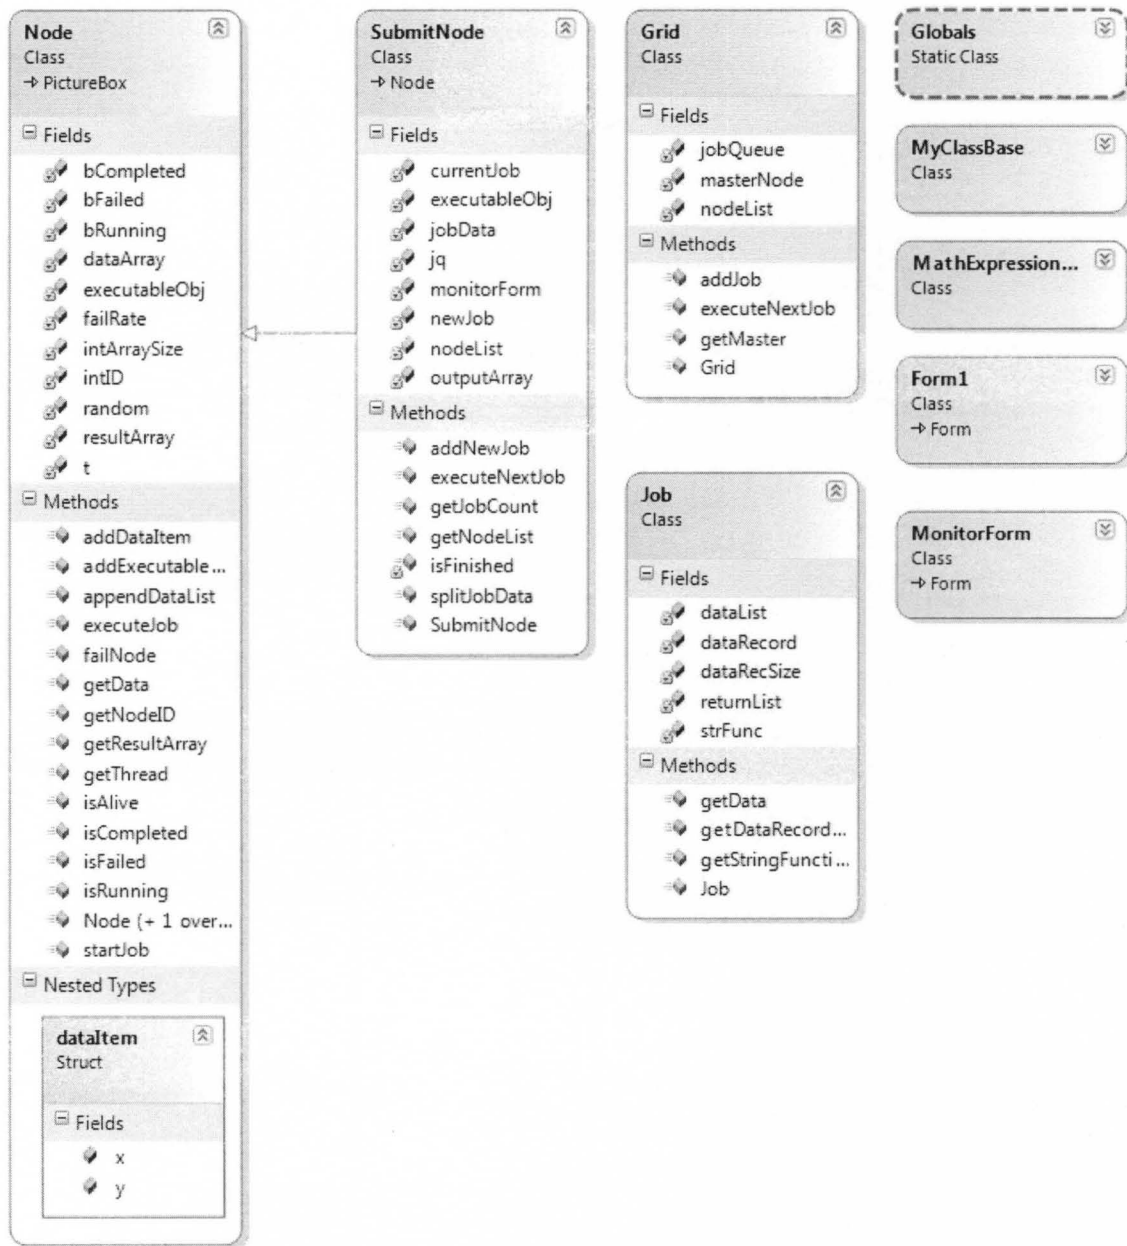 Node
Class
→ PictureBox
Fields
bCompleted
bFailed
bRunning
dataArray
executableObj
failRate
intArraySize
intID
random
resultArray
t
Methods
addDataItem
addExecutable...
appendDataList
executeJob
failNode
getData
getNodeID
getResultArray
getThread
isAlive
isCompleted
isFailed
isRunning
Node (+ 1 over...
startJob
Nested Types
dataItem
Struct
Fields
x
y
SubmitNode
Class
→ Node
Fields
currentJob
executableObj
jobData
jq
monitorForm
newJob
nodeList
outputArray
Methods
addNewJob
executeNextJob
getJobCount
getNodeList
isFinished
splitJobData
SubmitNode
Grid
Class
Fields
jobQueue
masterNode
nodeList
Methods
addJob
executeNextJob
getMaster
Grid
Job
Class
Fields
dataList
dataRecord
dataRecSize
returnList
strFunc
Methods
getData
getDataRecord...
getStringFuncti...
Job
Globals
Static Class
MyClassBase
Class
MathExpression...
Class
Form1
Class
→ Form
MonitorForm
Class
→ Form